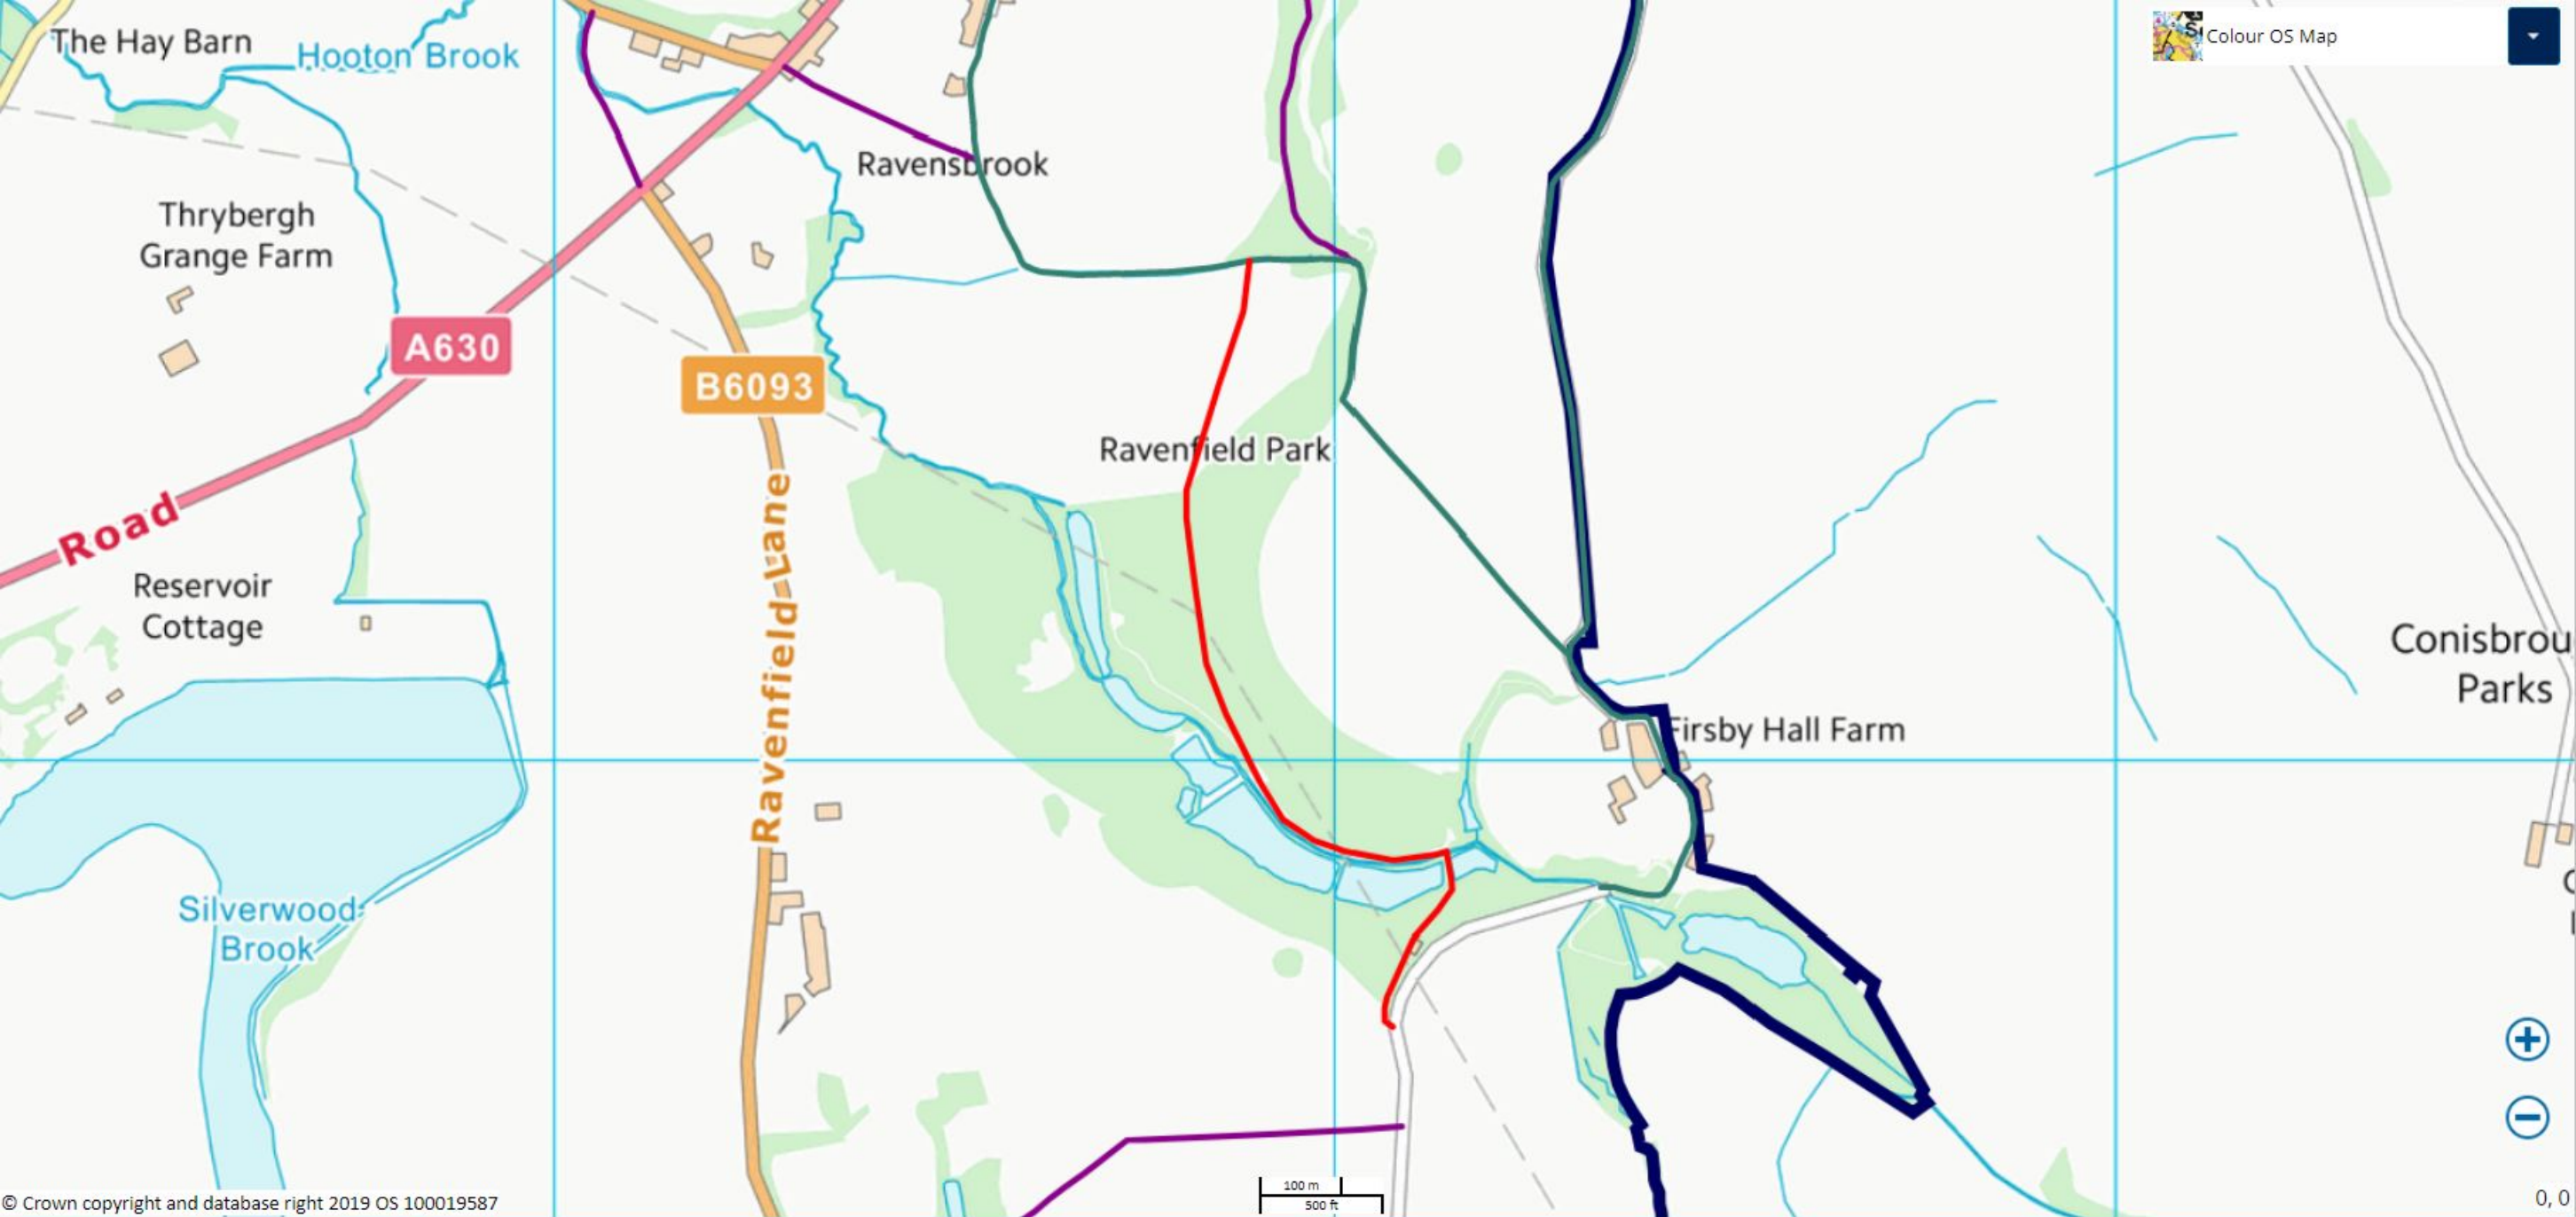 The Hay Barn
Hooton Brook
Colour OS Map
Ravensbrook
Thrybergh
Grange Farm
A630
B6093
Ravenfield Park
Road
Ravenfield Lane
Reservoir
Cottage
Conisbrou
Parks
Firsby Hall Farm
Silverwood
Brook
100 m
500 ft
© Crown copyright and database right 2019 OS 100019587
0, 0